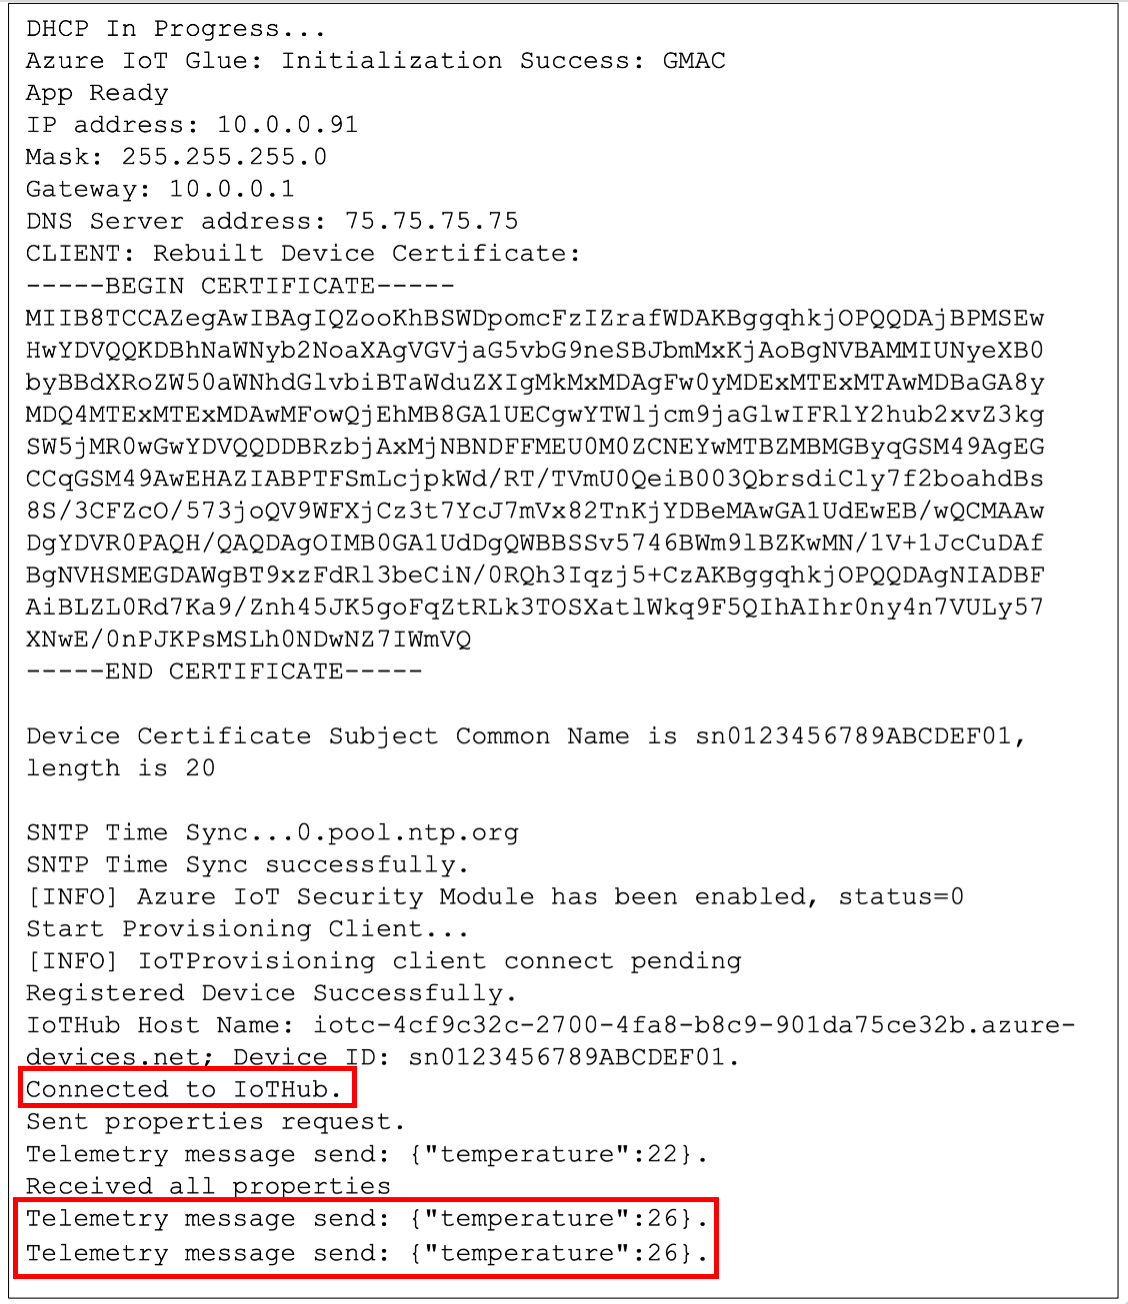 DHCP In Progress...
Azure IoT Glue: Initialization Success: GMAC
App Ready
IP address: 10.0.0.91
Mask: 255.255.255.0
Gateway: 10.0.0.1
DNS Server address: 75.75.75.75
CLIENT: Rebuilt Device Certificate:
-----BEGIN CERTIFICATE-----
MIIB8TCCAZegAwIBAgIQZooKhBSWDpomcFzIZrafWDAKBggqhkjOPQQDAjBPMSEw
HwYDVQQKDBhNaWNyb2NoaXAgVGVjaG5vbG9neSBJbmMxKjAoBgNVBAMMIUNyeXB0
byBBdXRoZW50aWNhdGlvbiBTaWduZXIgMkMxMDAgFw0yMDExMTExMTAwMDBaGA8y
MDQ4MTExMTExMDAwMFowQjEhMB8GA1UECgwYTWljcm9jaGlwIFRlY2hub2xvZ3kg
SW5jMR0wGwYDVQQDDBRzbjAxMjNBNDFFMEU0M0ZCNEYwMTBZMBMGByqGSM49AgEG
CCqGSM49AwEHAZIABPTFSmLcjpkWd/RT/TVmU0QeiB003QbrsdiCly7f2boahdBs
8S/3CFZcO/573joQV9WFXjCz3t7YcJ7mVx82TnKjYDBeMAwGA1UdEwEB/wQCMAAw
DgYDVR0PAQH/QAQDAgOIMB0GA1UdDgQWBBSSv5746BWm9lBZKwMN/1V+1JcCuDAf
BgNVHSMEGDAWgBT9xzFdRl3beCiN/0RQh3Iqzj5+CzAKBggqhkjOPQQDAgNIADBF
AiBLZL0Rd7Ka9/Znh45JK5goFqZtRLk3TOSXatlWkq9F5QIhAIhr0ny4n7VULy57
XNwE/0nPJKPsMSLh0NDwNZ7IWmVQ
-----END CERTIFICATE-----
Device Certificate Subject Common Name is sn0123456789ABCDEF01,
length is 20
SNTP Time Sync...0.pool.ntp.org
SNTP Time Sync successfully.
[INFO] Azure IoT Security Module has been enabled, status=0
Start Provisioning Client...
[INFO] IoTProvisioning client connect pending
Registered Device Successfully.
IoTHub Host Name: iotc-4cf9c32c-2700-4fa8-b8c9-901da75ce32b.azure-
devices.net; Device ID: sn0123456789ABCDEF01.
Connected to IoTHub.
Sent properties request.
Telemetry message send: {"temperature":22}.
Received all properties
Telemetry message send: {"temperature":26}.
Telemetry message send: {"temperature":26}.